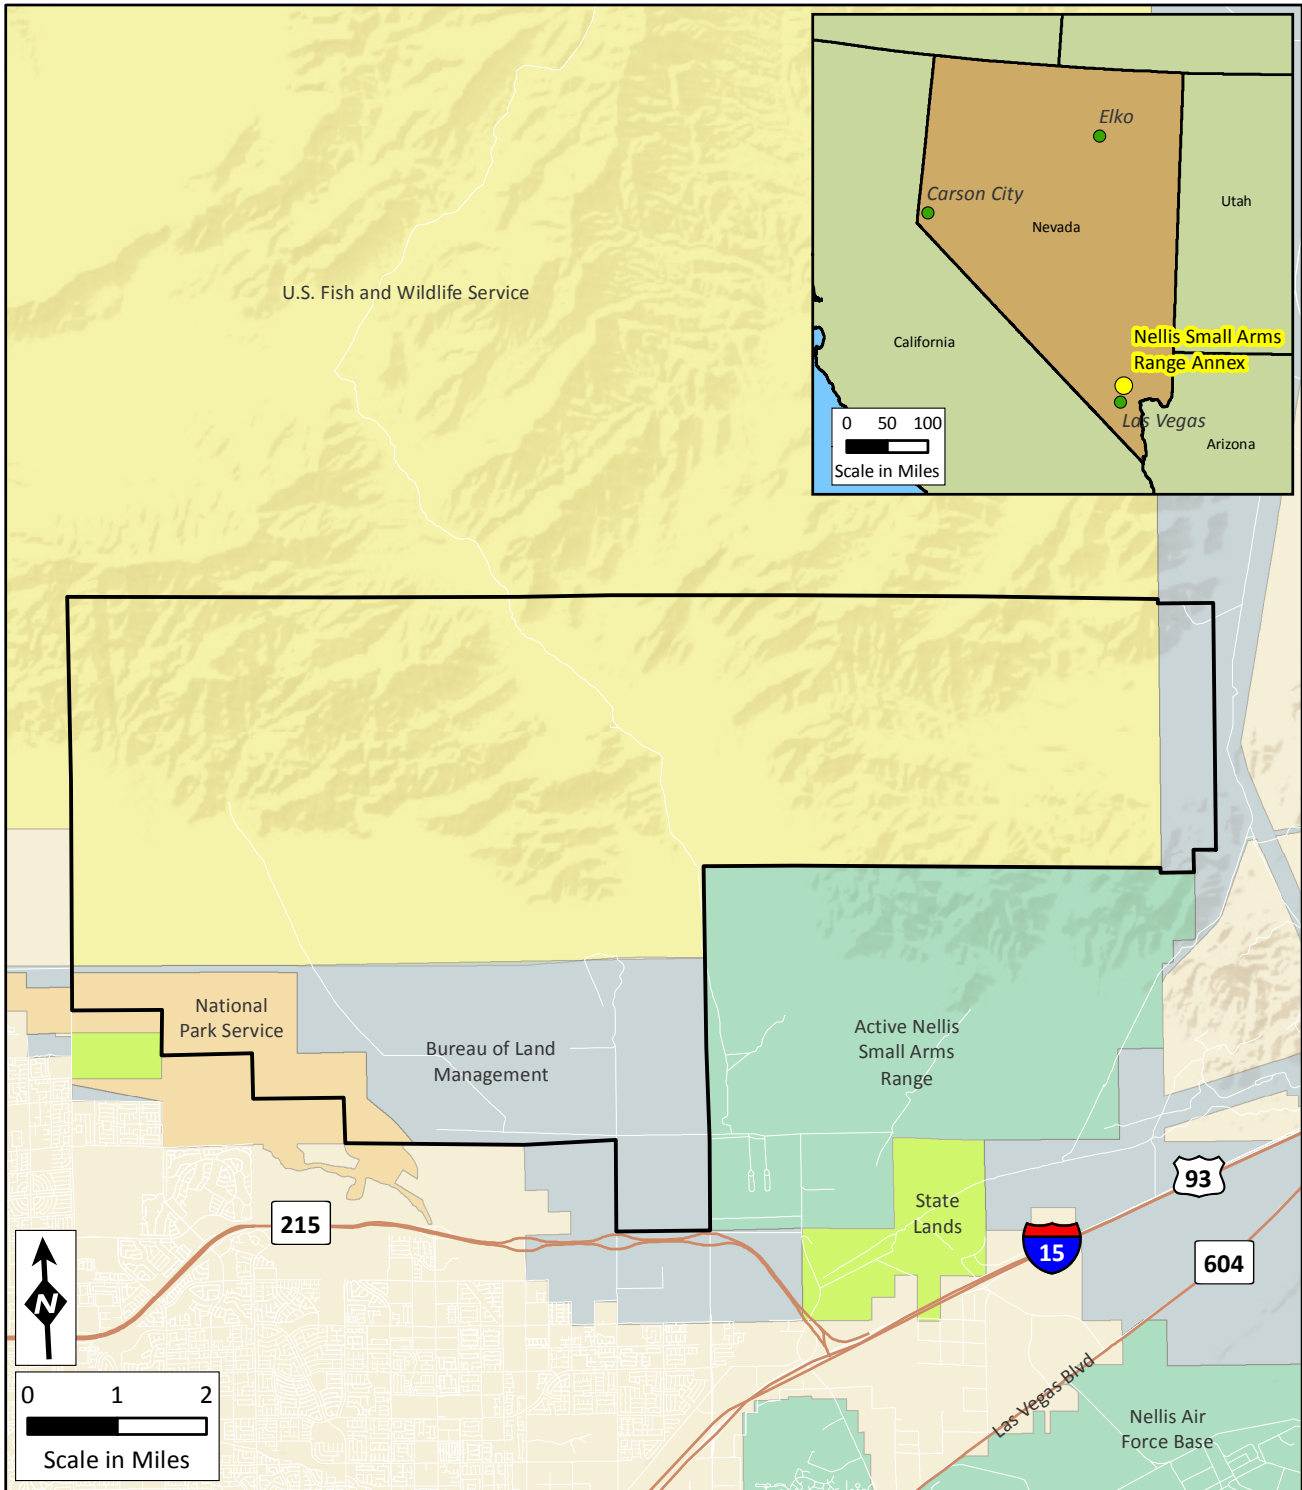 Elko
Carson City
Nevada
Utah
California
Nellis Small Arms
Range Annex
Las Vegas
Arizona
0 50 100
Scale in Miles
U.S. Fish and Wildlife Service
National
Park Service
Bureau of Land
Management
Active Nellis
Small Arms
Range
State
Lands
93
215
15
604
N
0 1 2
Scale in Miles
Las Vegas Blvd
Nellis Air
Force Base